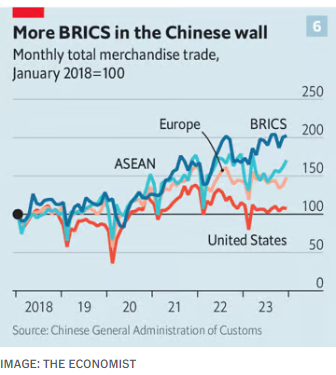 More BRICS in the Chinese wall
6
Monthly total merchandise trade,
January 2018=100
250
Europe
BRICS
200
ASEAN
150
100
United States
50
0
2018 19 20 21 22 23
Source: Chinese General Administration of Customs
IMAGE: THE ECONOMIST